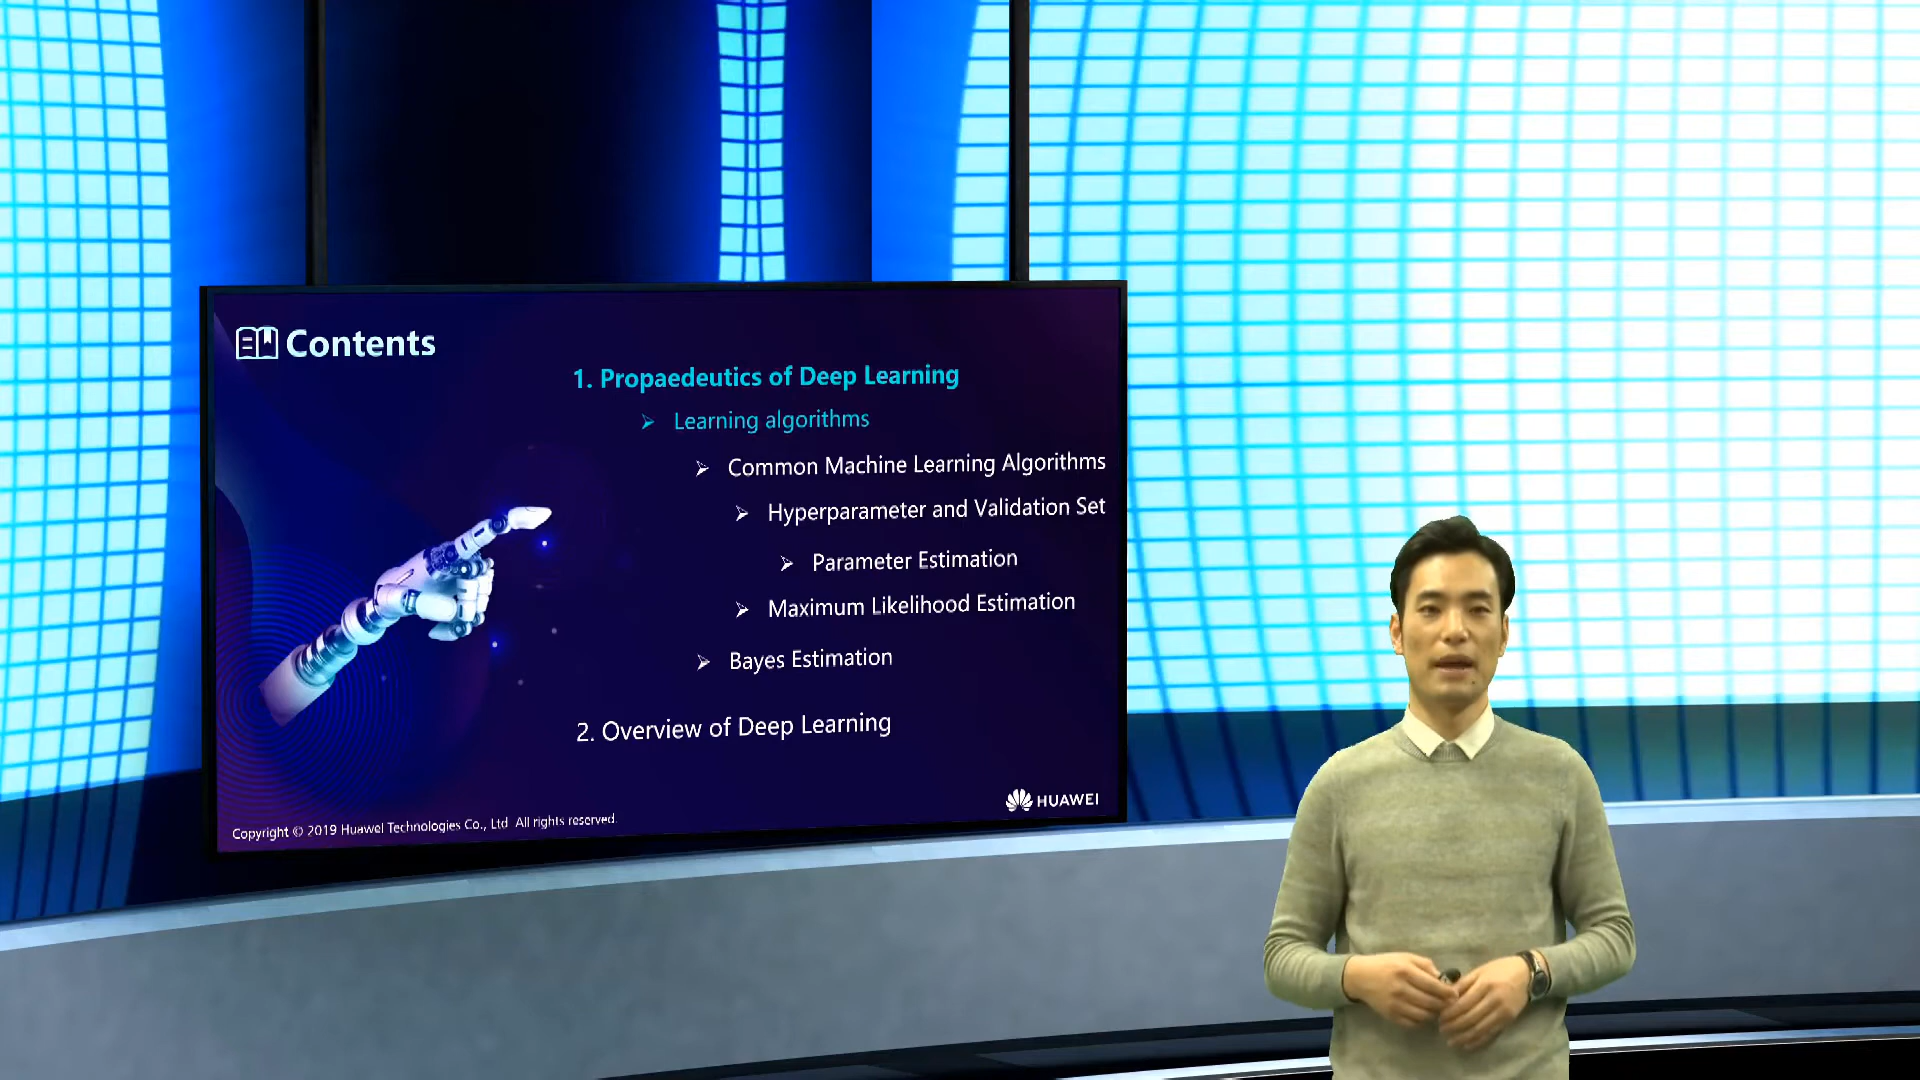 Contents
1. Propaedeutics of Deep Learning
Learning algorithms
Common Machine Learning Algorithms
Hyperparameter and Validation Set
Parameter Estimation
Maximum Likelihood Estimation
Bayes Estimation
2. Overview of Deep Learning
HUAWEI
Copyright © 2019 Huawei Technologies Co., Ltd All rights reserved.